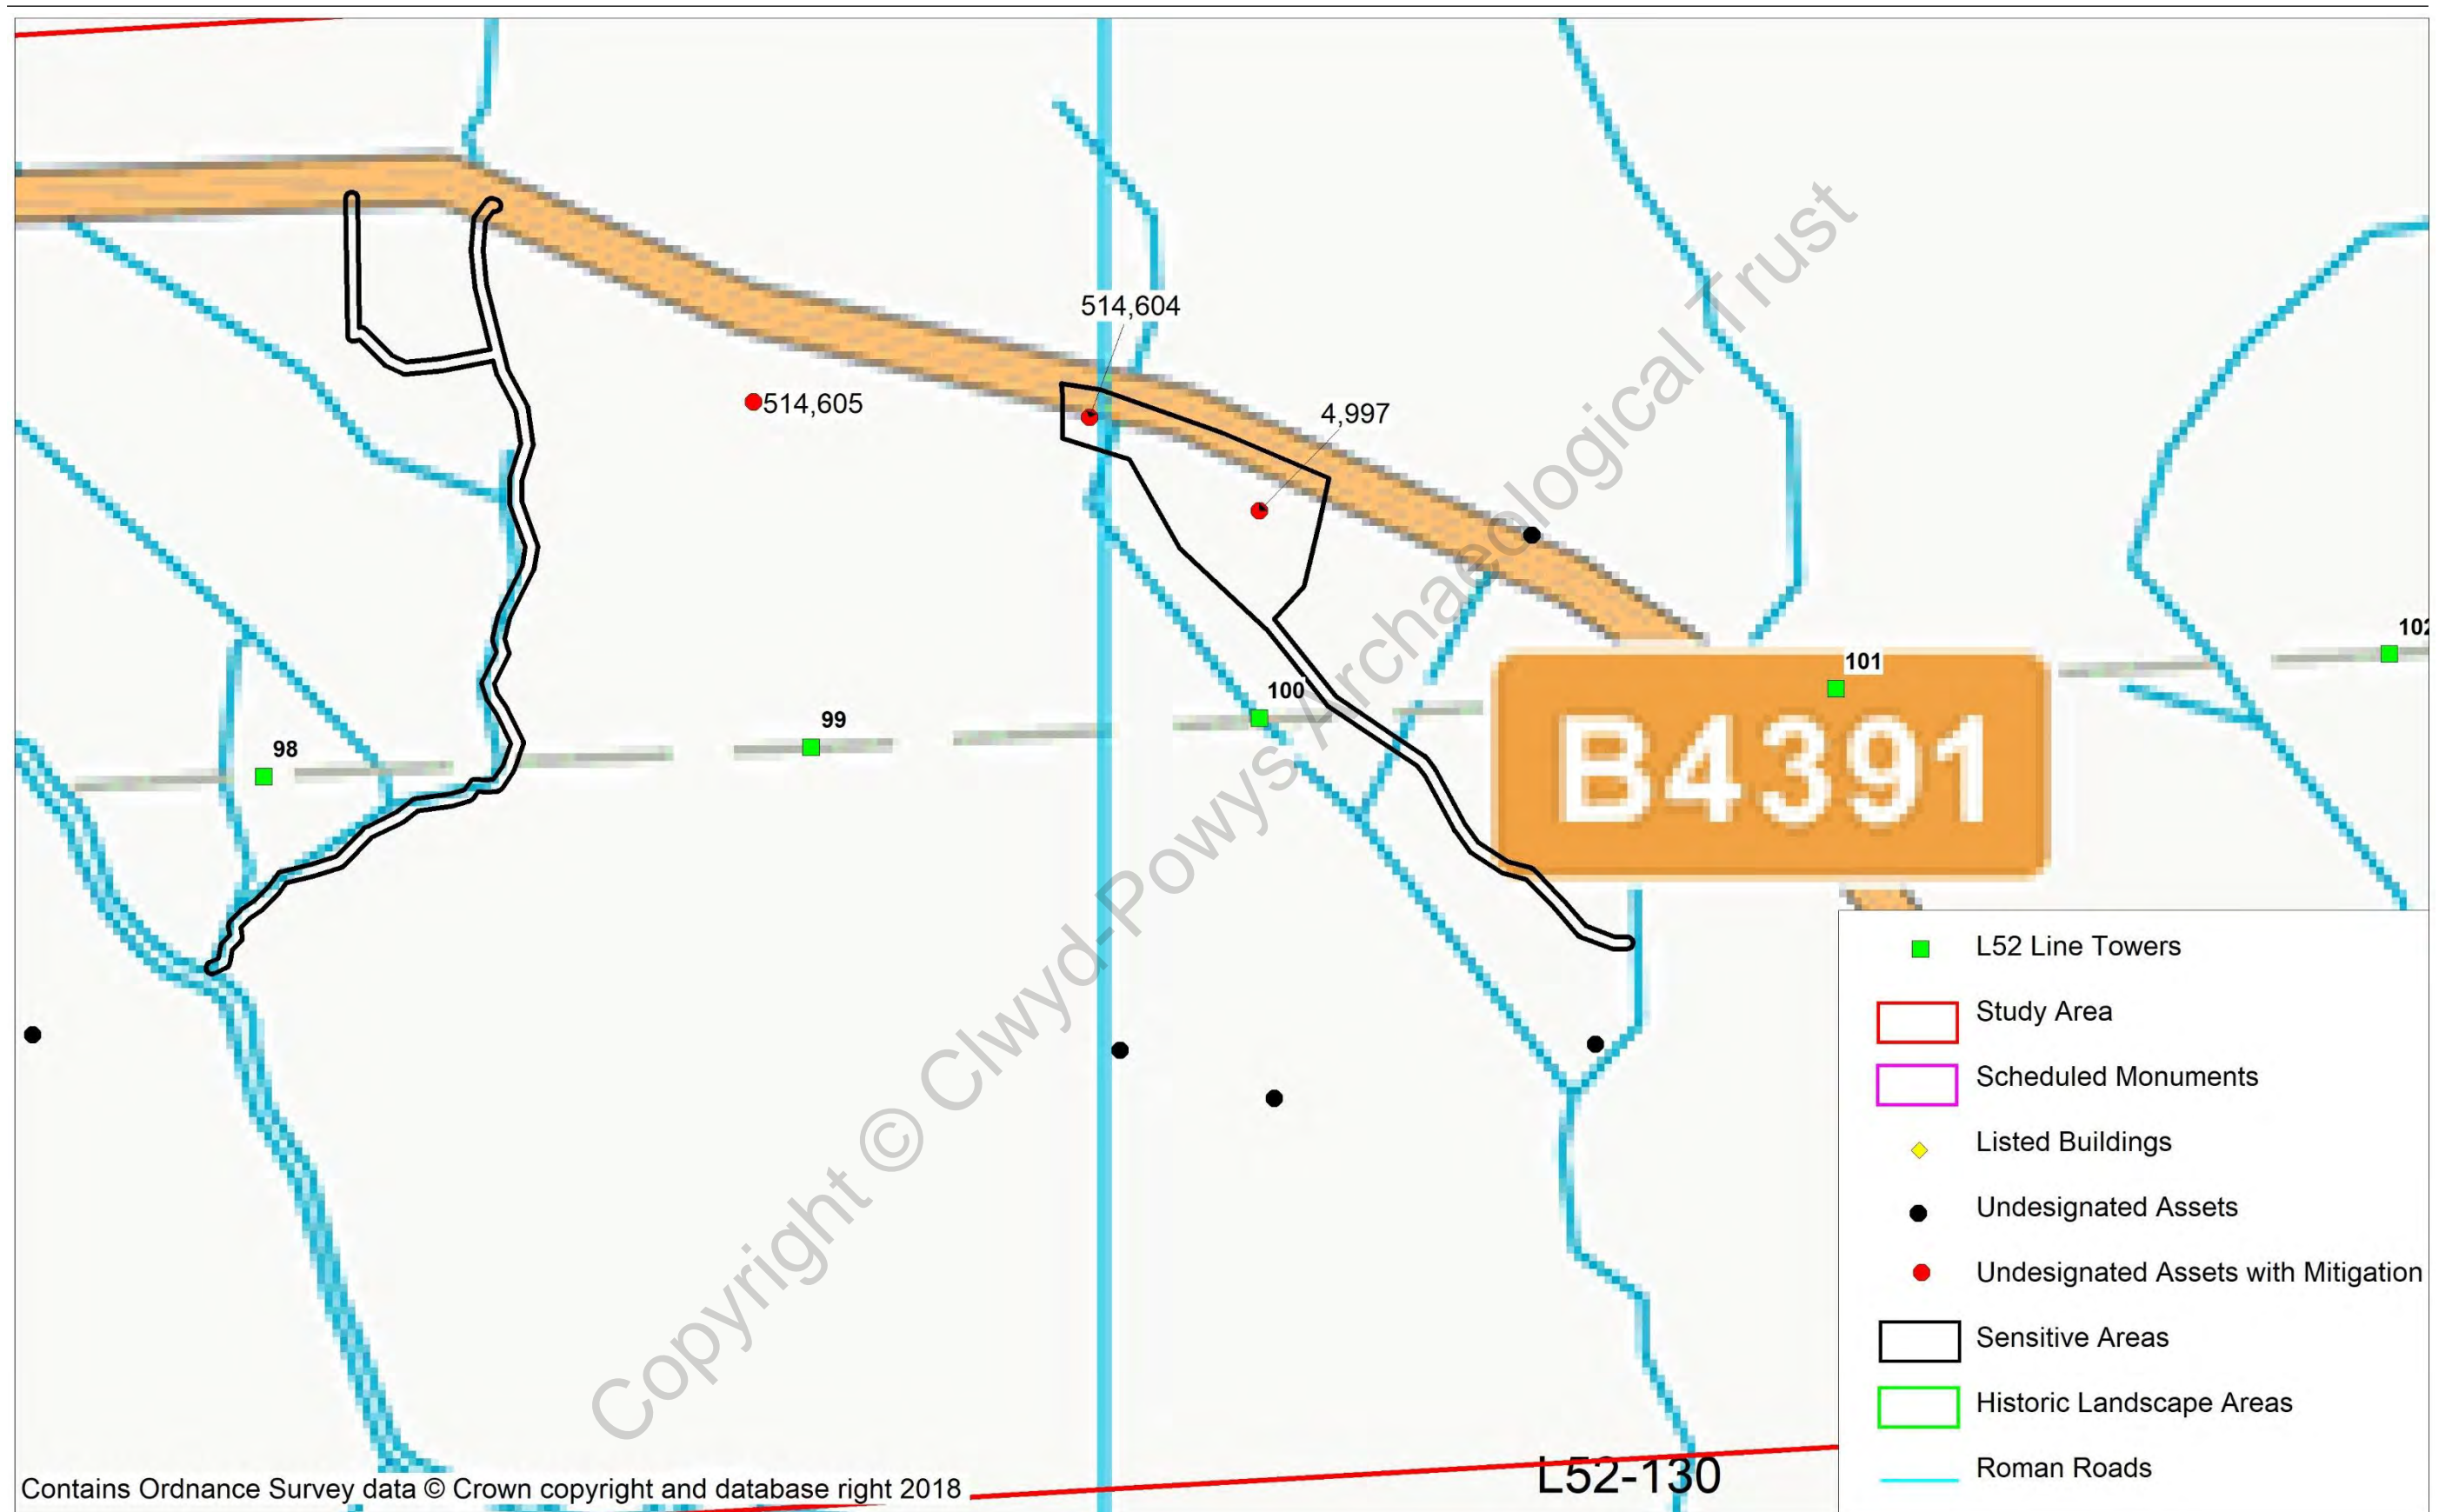 514,604
514,605
4,997
102
101
100
99
98
B4391
Copyright © Clwyd-Powys Archaeological Trust
L52 Line Towers
Study Area
Scheduled Monuments
Listed Buildings
Undesignated Assets
Undesignated Assets with Mitigation
Sensitive Areas
Historic Landscape Areas
Roman Roads
L52-130
Contains Ordnance Survey data © Crown copyright and database right 2018